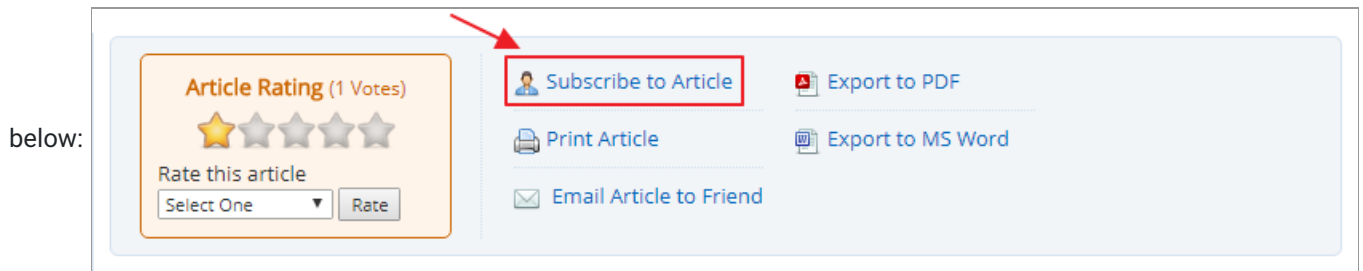 below:
Article Rating (1 Votes)
Rate this article
Select One
Rate
Subscribe to Article
Export to PDF
Print Article
Export to MS Word
Email Article to Friend